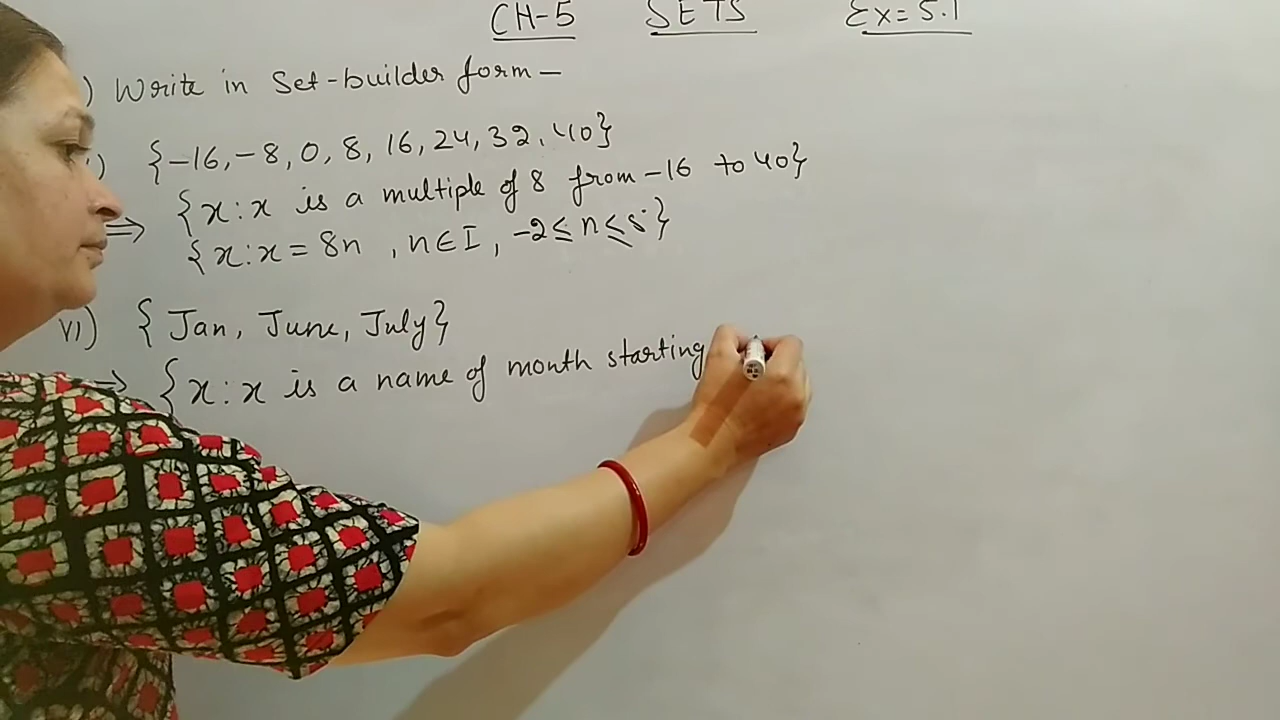 CH-5 SETS Ex=5.1
) Write in Set-builder form—
) {-16, -8, 0, 8, 16, 24, 32, 40}
⇒ {x:x is a multiple of 8 from -16 to 40}
{x:x = 8n , n∈I, -2≤n≤5}
VI) { Jan, June, July}
⇒ {x:x is a name of month starting